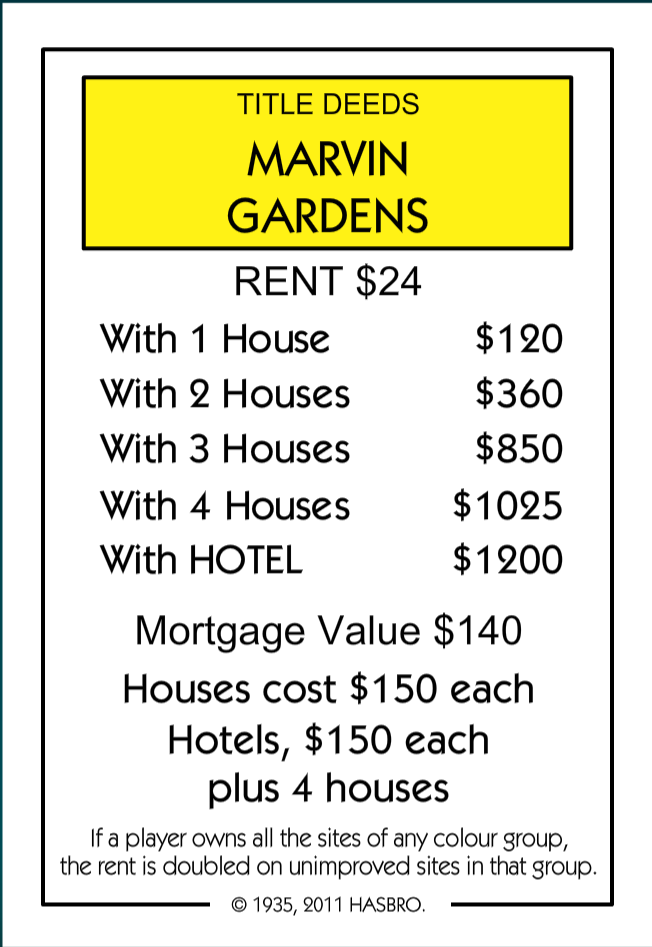 TITLE DEEDS
MARVIN
GARDENS
RENT $24
With 1 House $120
With 2 Houses $360
With 3 Houses $850
With 4 Houses $1025
With HOTEL $1200
Mortgage Value $140
Houses cost $150 each
Hotels, $150 each
plus 4 houses
If a player owns all the sites of any colour group,
the rent is doubled on unimproved sites in that group.
© 1935, 2011 HASBRO.